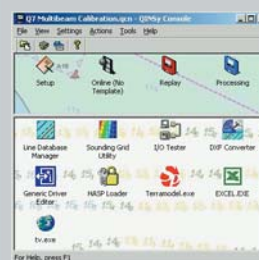 Q7 Multibeam Calibration.qcn - QINSy Console
File View Settings Actions Tools Help
Setup
Online (No Template)
Replay
Processing
Line Database Manager
Sounding Grid Utility
I/O Tester
DXF Converter
Generic Driver Editor
HASP Loader
Terramodel.exe
EXCEL.EXE
tv.exe
For Help, press F1